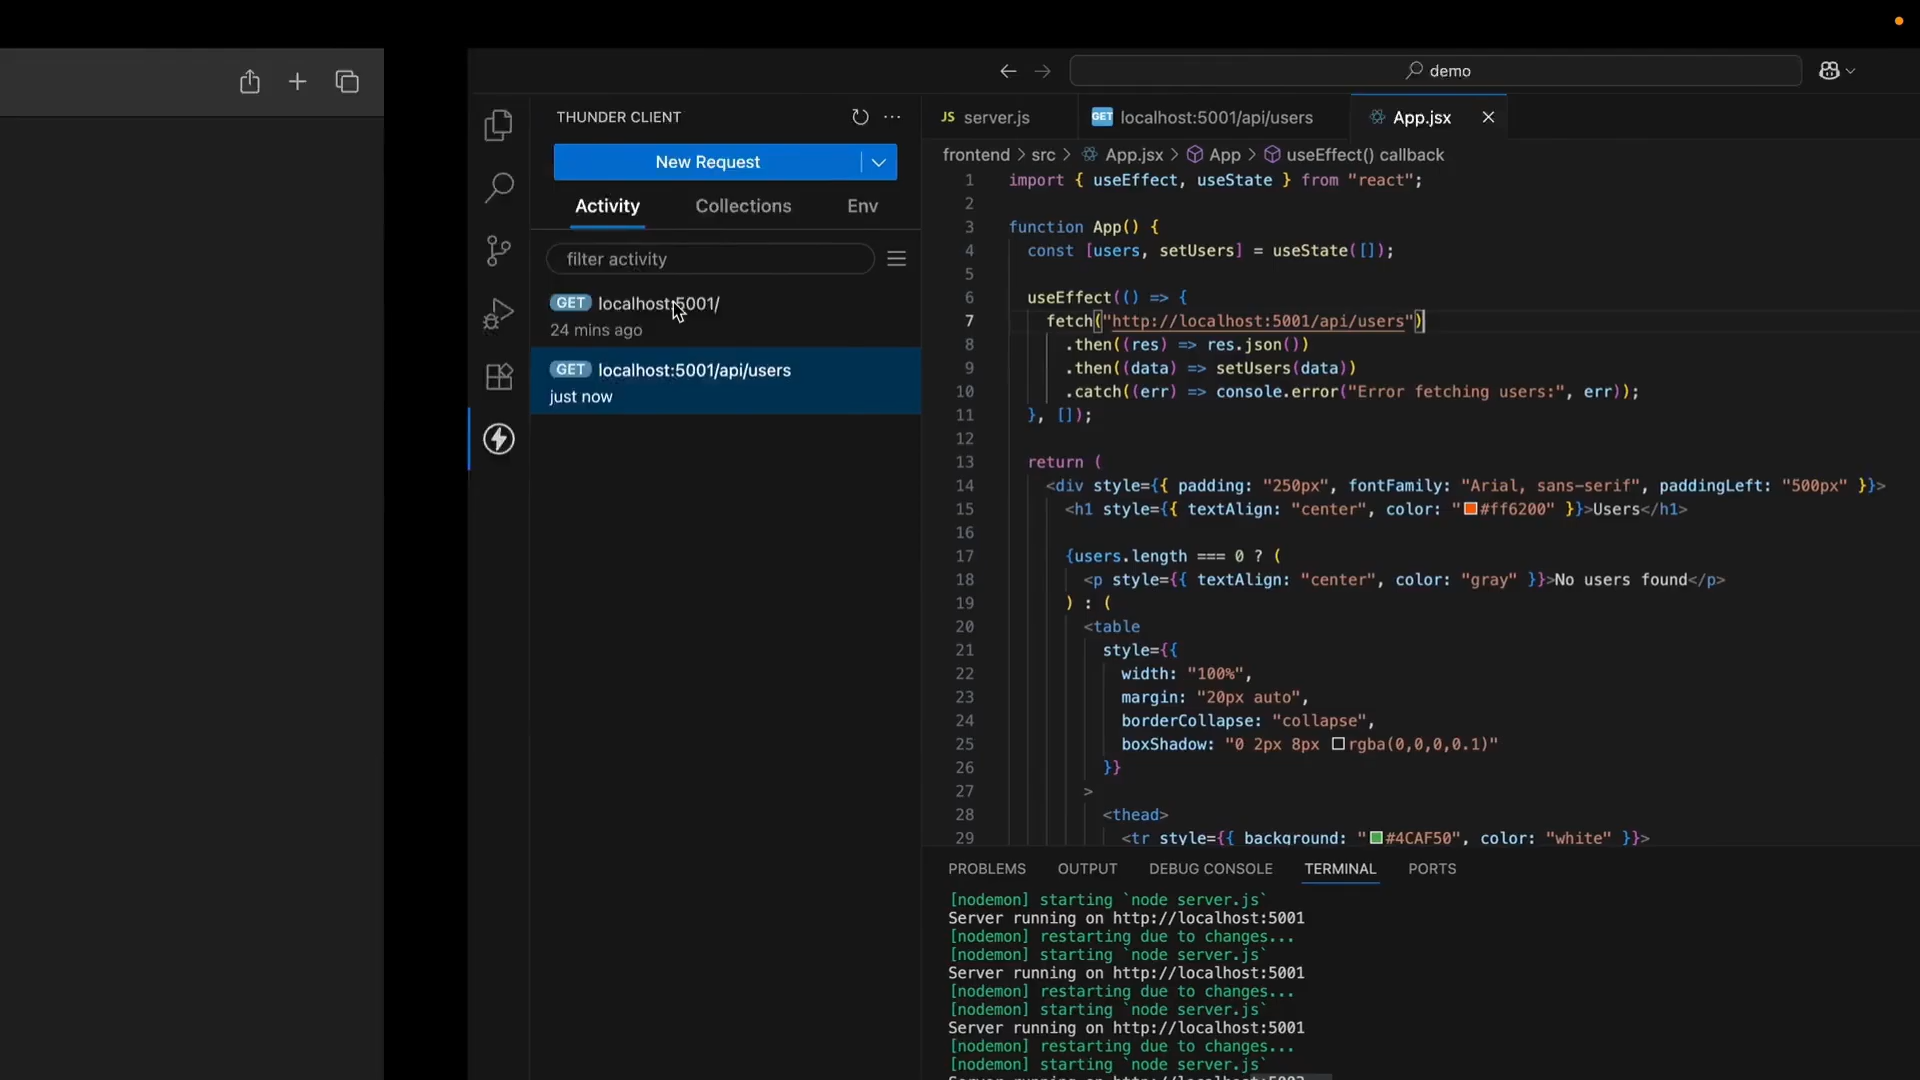 demo
THUNDER CLIENT
New Request
Activity Collections Env
filter activity
GET localhost:5001/
24 mins ago
GET localhost:5001/api/users
just now
JS server.js GET localhost:5001/api/users App.jsx
frontend > src > App.jsx > App > useEffect() callback
1 import { useEffect, useState } from "react";
2
3 function App() {
4 const [users, setUsers] = useState([]);
5
6 useEffect(() => {
7 fetch("http://localhost:5001/api/users")
8 .then((res) => res.json())
9 .then((data) => setUsers(data))
10 .catch((err) => console.error("Error fetching users:", err));
11 }, []);
12
13 return (
14 <div style={{ padding: "250px", fontFamily: "Arial, sans-serif", paddingLeft: "500px" }}>
15 <h1 style={{ textAlign: "center", color: "#ff6200" }}>Users</h1>
16
17 {users.length === 0 ? (
18 <p style={{ textAlign: "center", color: "gray" }}>No users found</p>
19 ) : (
20 <table
21 style={{
22 width: "100%",
23 margin: "20px auto",
24 borderCollapse: "collapse",
25 boxShadow: "0 2px 8px rgba(0,0,0,0.1)"
26 }}
27 >
28 <thead>
29 <tr style={{ background: "#4CAF50", color: "white" }}>
PROBLEMS OUTPUT DEBUG CONSOLE TERMINAL PORTS
[nodemon] starting `node server.js`
Server running on http://localhost:5001
[nodemon] restarting due to changes...
[nodemon] starting `node server.js`
Server running on http://localhost:5001
[nodemon] restarting due to changes...
[nodemon] starting `node server.js`
Server running on http://localhost:5001
[nodemon] restarting due to changes...
[nodemon] starting `node server.js`